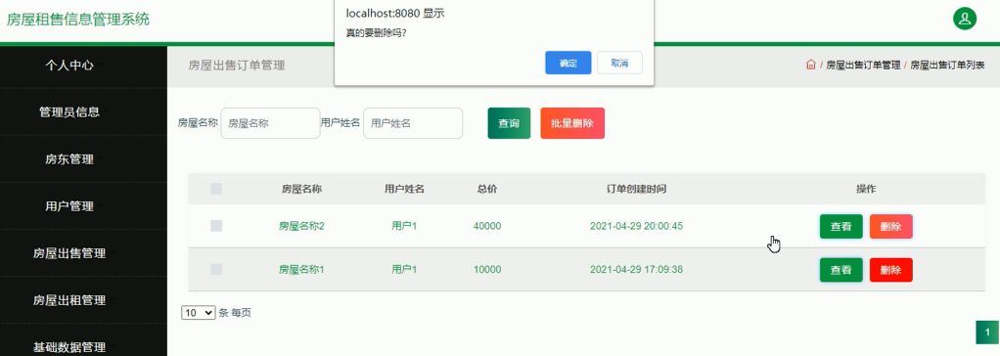 房屋租售信息管理系统
localhost:8080 显示
真的要删除吗?
确定 取消
个人中心
管理员信息
房东管理
用户管理
房屋出售管理
房屋出租管理
基础数据管理
房屋出售订单管理
/ 房屋出售订单管理 / 房屋出售订单列表
房屋名称 房屋名称 用户姓名 用户姓名 查询 批量删除
房屋名称 用户姓名 总价 订单创建时间 操作
房屋名称2 用户1 40000 2021-04-29 20:00:45 查看 删除
房屋名称1 用户1 10000 2021-04-29 17:09:38 查看 删除
10 条 每页
1